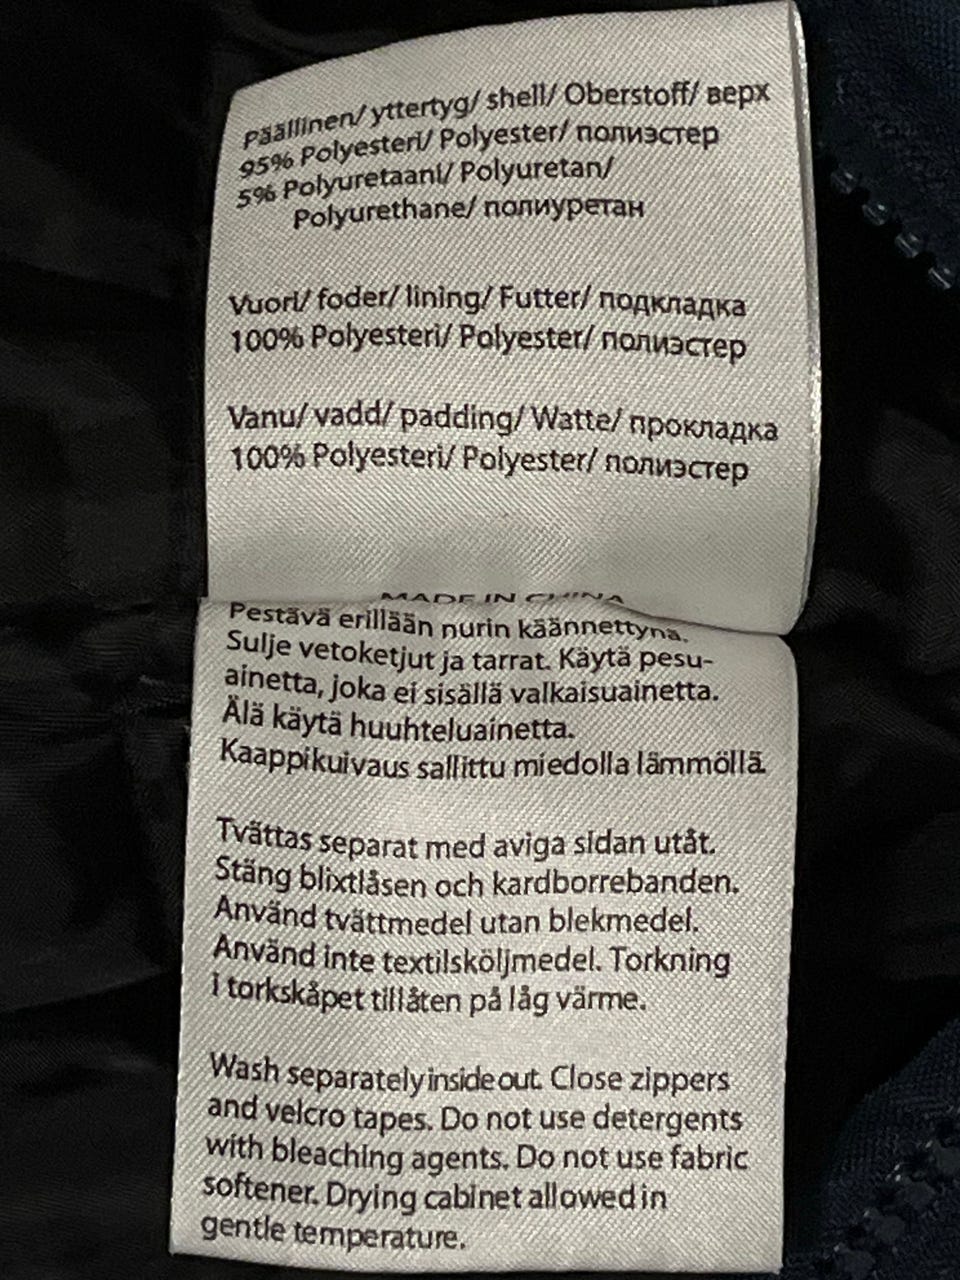 Päällinen/ yttertyg/ shell/ Oberstoff/ верх
95% Polyesteri/ Polyester/ полиэстер
5% Polyuretaani/ Polyuretan/
Polyurethane/ полиуретан
Vuori/ foder/ lining/ Futter/ подкладка
100% Polyesteri/ Polyester/ полиэстер
Vanu/ vadd/ padding/ Watte/ прокладка
100% Polyesteri/ Polyester/ полиэстер
MADE IN CHINA
Pestävä erillään nurin käännettynä.
Sulje vetoketjut ja tarrat. Käytä pesu-
ainetta, joka ei sisällä valkaisuainetta.
Älä käytä huuhteluainetta.
Kaappikuivaus sallittu miedolla lämmöllä.
Tvättas separat med aviga sidan utåt.
Stäng blixtlåsen och kardborrebanden.
Använd tvättmedel utan blekmedel.
Använd inte textilsköljmedel. Torkning
i torkskåpet tillåten på låg värme.
Wash separately inside out. Close zippers
and velcro tapes. Do not use detergents
with bleaching agents. Do not use fabric
softener. Drying cabinet allowed in
gentle temperature.